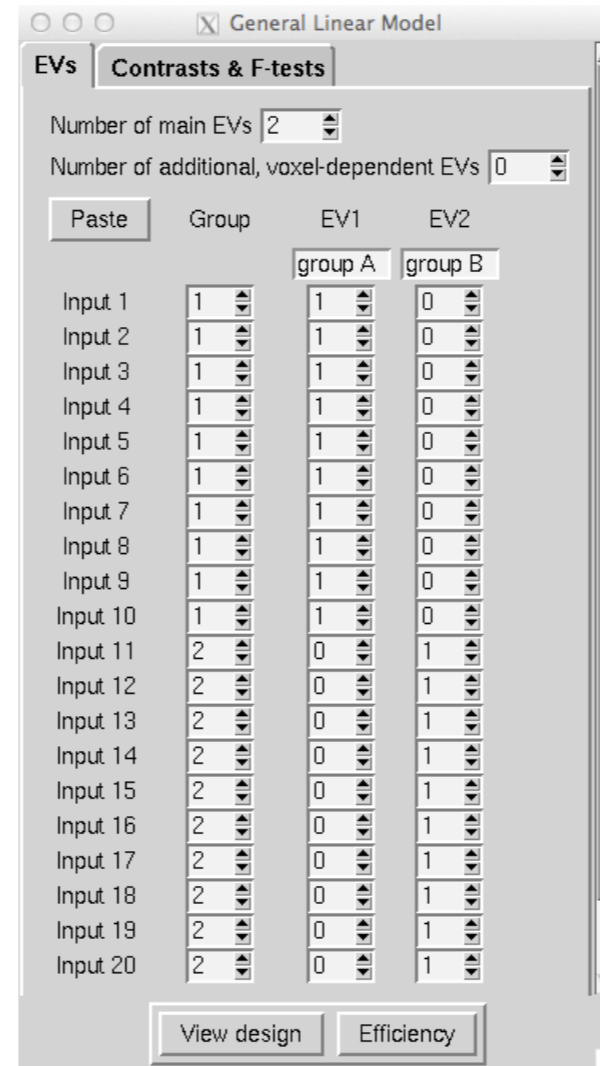 X General Linear Model
EVs Contrasts & F-tests
Number of main EVs 2
Number of additional, voxel-dependent EVs 0
Paste Group EV1 EV2
group A group B
Input 1 1 1 0
Input 2 1 1 0
Input 3 1 1 0
Input 4 1 1 0
Input 5 1 1 0
Input 6 1 1 0
Input 7 1 1 0
Input 8 1 1 0
Input 9 1 1 0
Input 10 1 1 0
Input 11 2 0 1
Input 12 2 0 1
Input 13 2 0 1
Input 14 2 0 1
Input 15 2 0 1
Input 16 2 0 1
Input 17 2 0 1
Input 18 2 0 1
Input 19 2 0 1
Input 20 2 0 1
View design Efficiency